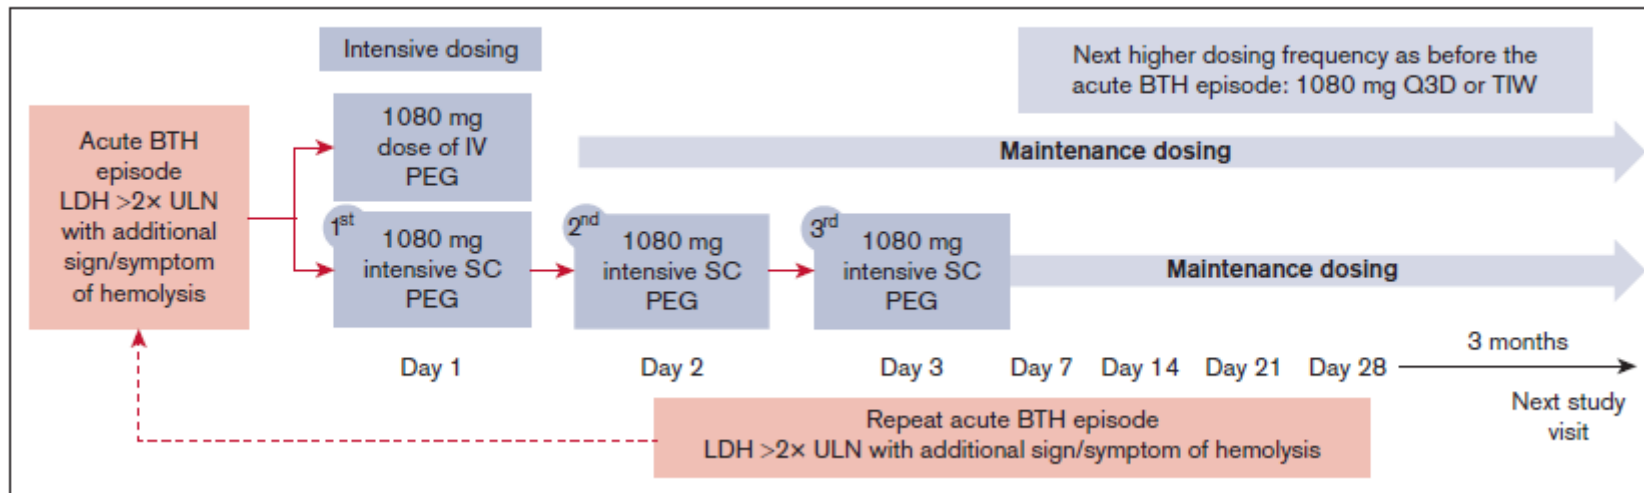 Intensive dosing
Next higher dosing frequency as before the
acute BTH episode: 1080 mg Q3D or TIW
Acute BTH
episode
LDH >2× ULN
with additional
sign/symptom
of hemolysis
1080 mg
dose of IV
PEG
Maintenance dosing
1st
1080 mg
intensive SC
PEG
2nd
1080 mg
intensive SC
PEG
3rd
1080 mg
intensive SC
PEG
Maintenance dosing
Day 1
Day 2
Day 3
Day 7
Day 14
Day 21
Day 28
3 months
Next study
visit
Repeat acute BTH episode
LDH >2× ULN with additional sign/symptom of hemolysis